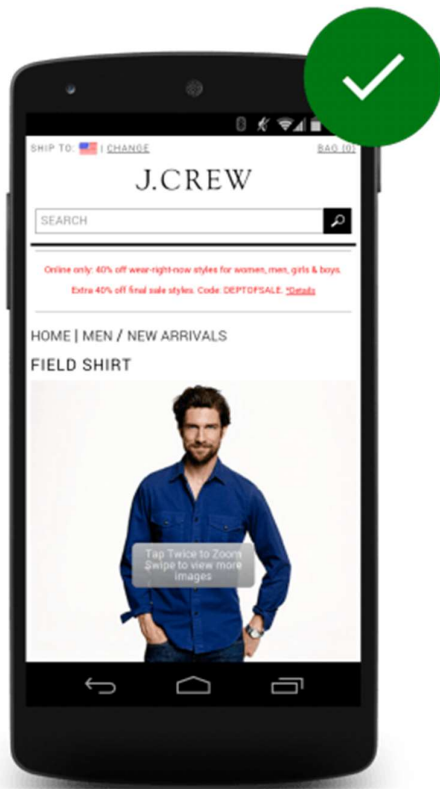 SHIP TO: | CHANGE BAG (0)
J.CREW
SEARCH
Online only: 40% off wear-right-now styles for women, men, girls & boys.
Extra 40% off final sale styles. Code: DEPTOFSALE. *Details
HOME | MEN / NEW ARRIVALS
FIELD SHIRT
Tap Twice to Zoom
Swipe to view more
images